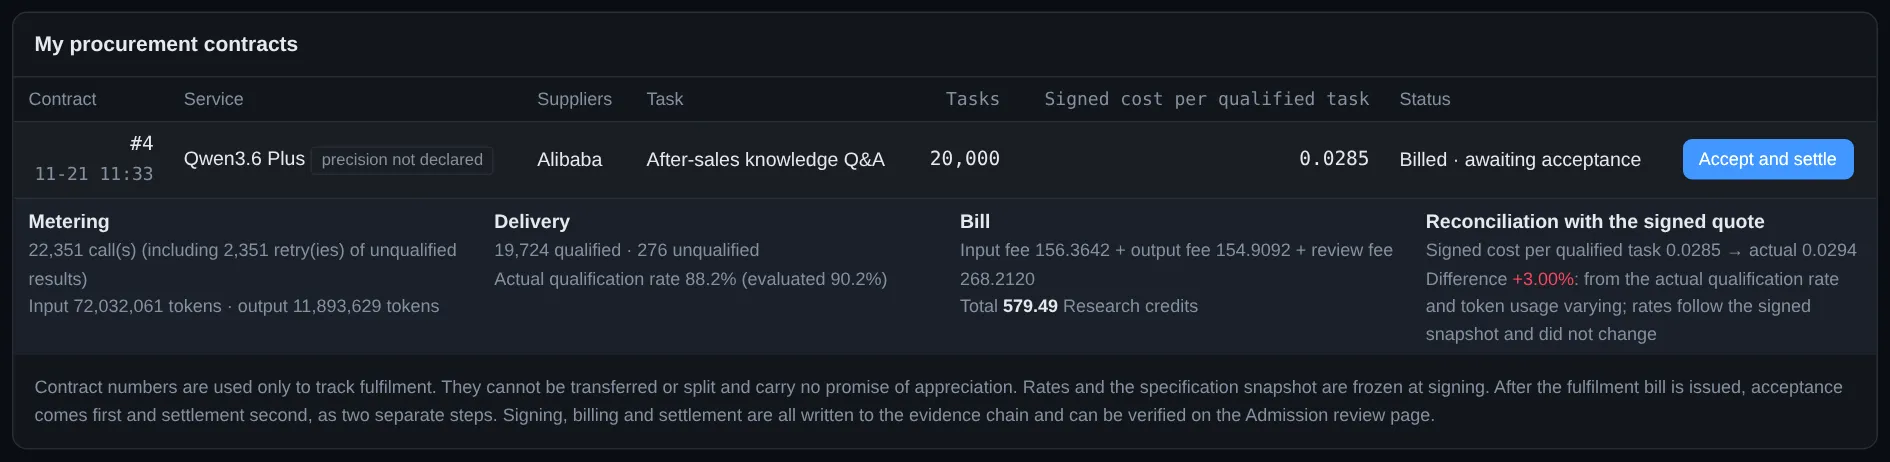 My procurement contracts
Contract Service Suppliers Task Tasks Signed cost per qualified task Status
#4
11-21 11:33
Qwen3.6 Plus precision not declared Alibaba After-sales knowledge Q&A 20,000 0.0285 Billed · awaiting acceptance Accept and settle
Metering
22,351 call(s) (including 2,351 retry(ies) of unqualified
results)
Input 72,032,061 tokens · output 11,893,629 tokens
Delivery
19,724 qualified · 276 unqualified
Actual qualification rate 88.2% (evaluated 90.2%)
Bill
Input fee 156.3642 + output fee 154.9092 + review fee
268.2120
Total 579.49 Research credits
Reconciliation with the signed quote
Signed cost per qualified task 0.0285 → actual 0.0294
Difference +3.00%: from the actual qualification rate
and token usage varying; rates follow the signed
snapshot and did not change
Contract numbers are used only to track fulfilment. They cannot be transferred or split and carry no promise of appreciation. Rates and the specification snapshot are frozen at signing. After the fulfilment bill is issued, acceptance
comes first and settlement second, as two separate steps. Signing, billing and settlement are all written to the evidence chain and can be verified on the Admission review page.